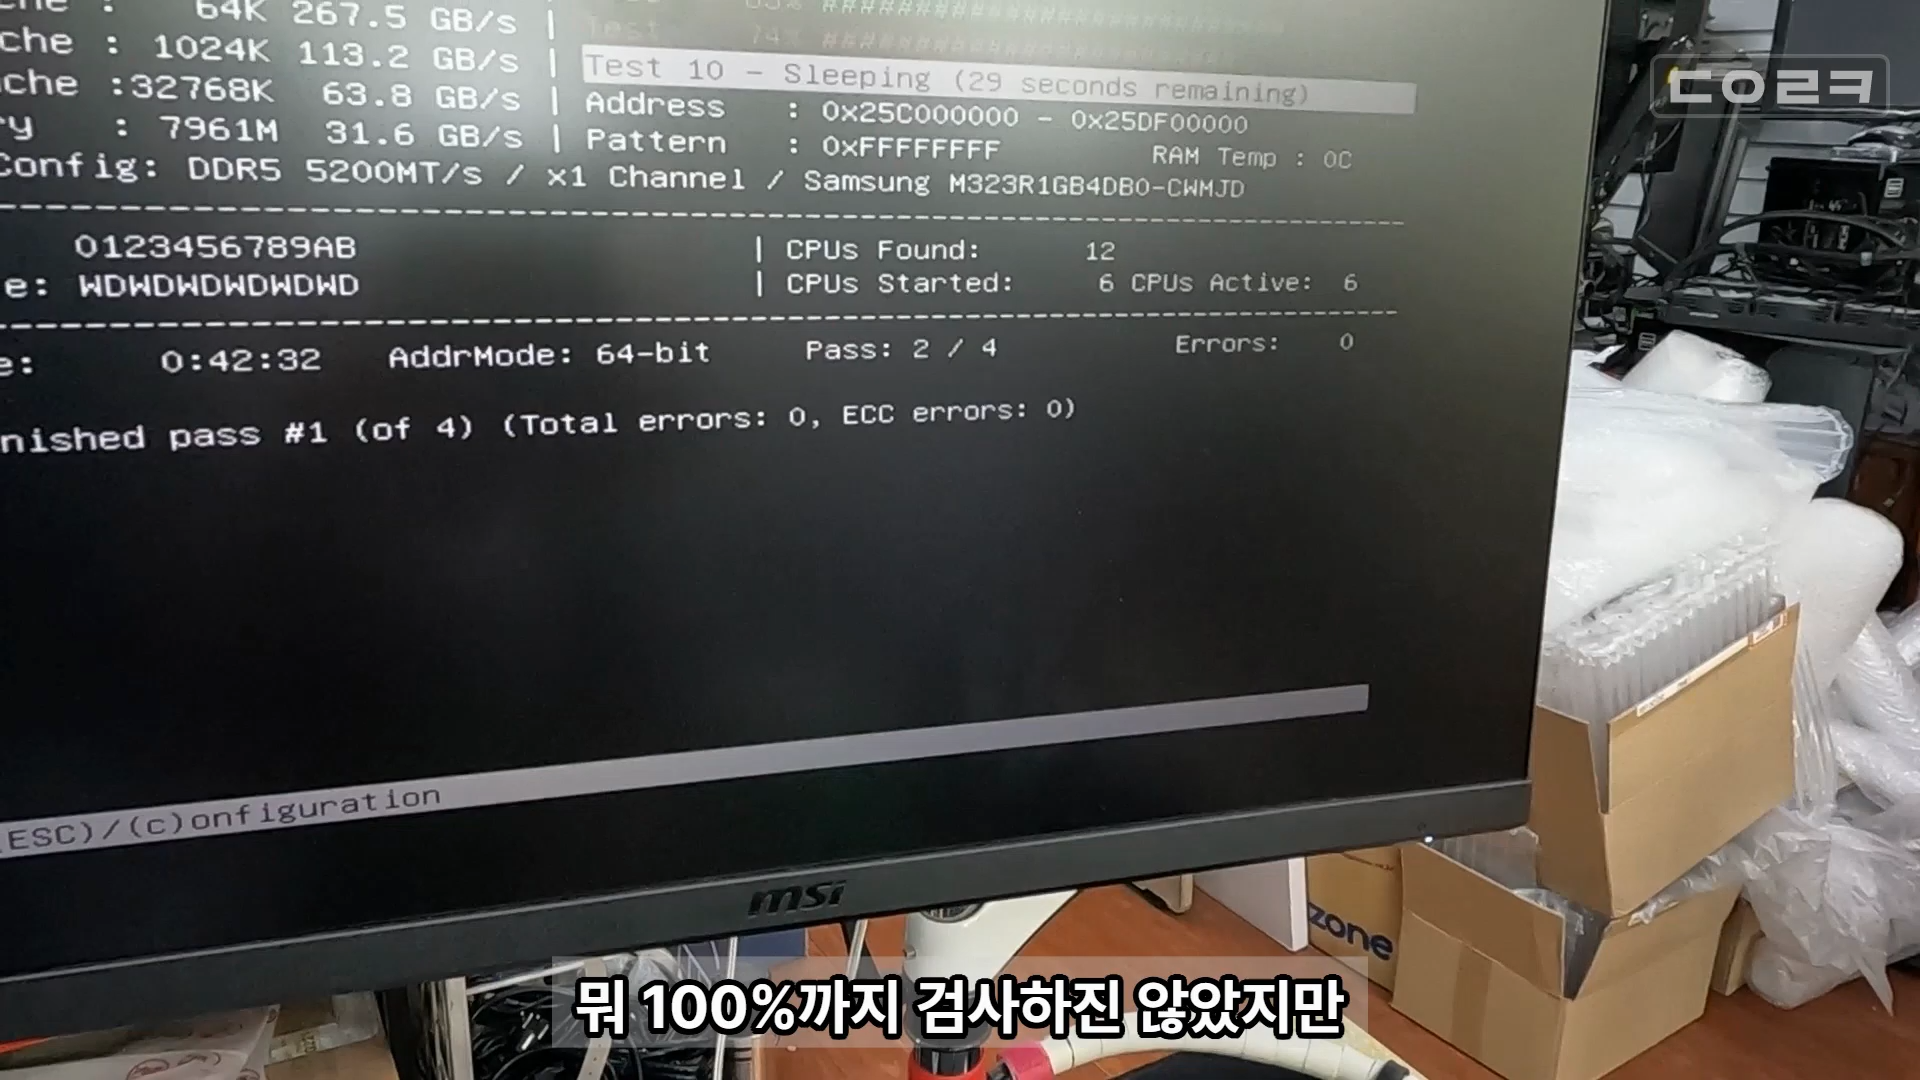 64K 267.5 GB/s |
che : 1024K 113.2 GB/s |
che :32768K 63.8 GB/s |
ry : 7961M 31.6 GB/s |
Config: DDR5 5200MT/s / x1 Channel / Samsung M323R1GB4DB0-CWMJD
Test 74% ####################
Test 10 - Sleeping (29 seconds remaining)
Address : 0x25C000000 - 0x25DF00000
Pattern : 0xFFFFFFFF RAM Temp : 0C
0123456789AB | CPUs Found: 12
e: WDWDWDWDWDWD | CPUs Started: 6 CPUs Active: 6
e: 0:42:32 AddrMode: 64-bit Pass: 2 / 4 Errors: 0
nished pass #1 (of 4) (Total errors: 0, ECC errors: 0)
ESC)/(c)onfiguration
msi
zone
ㄷㅇㄹㅋ
뭐 100%까지 검사하진 않았지만